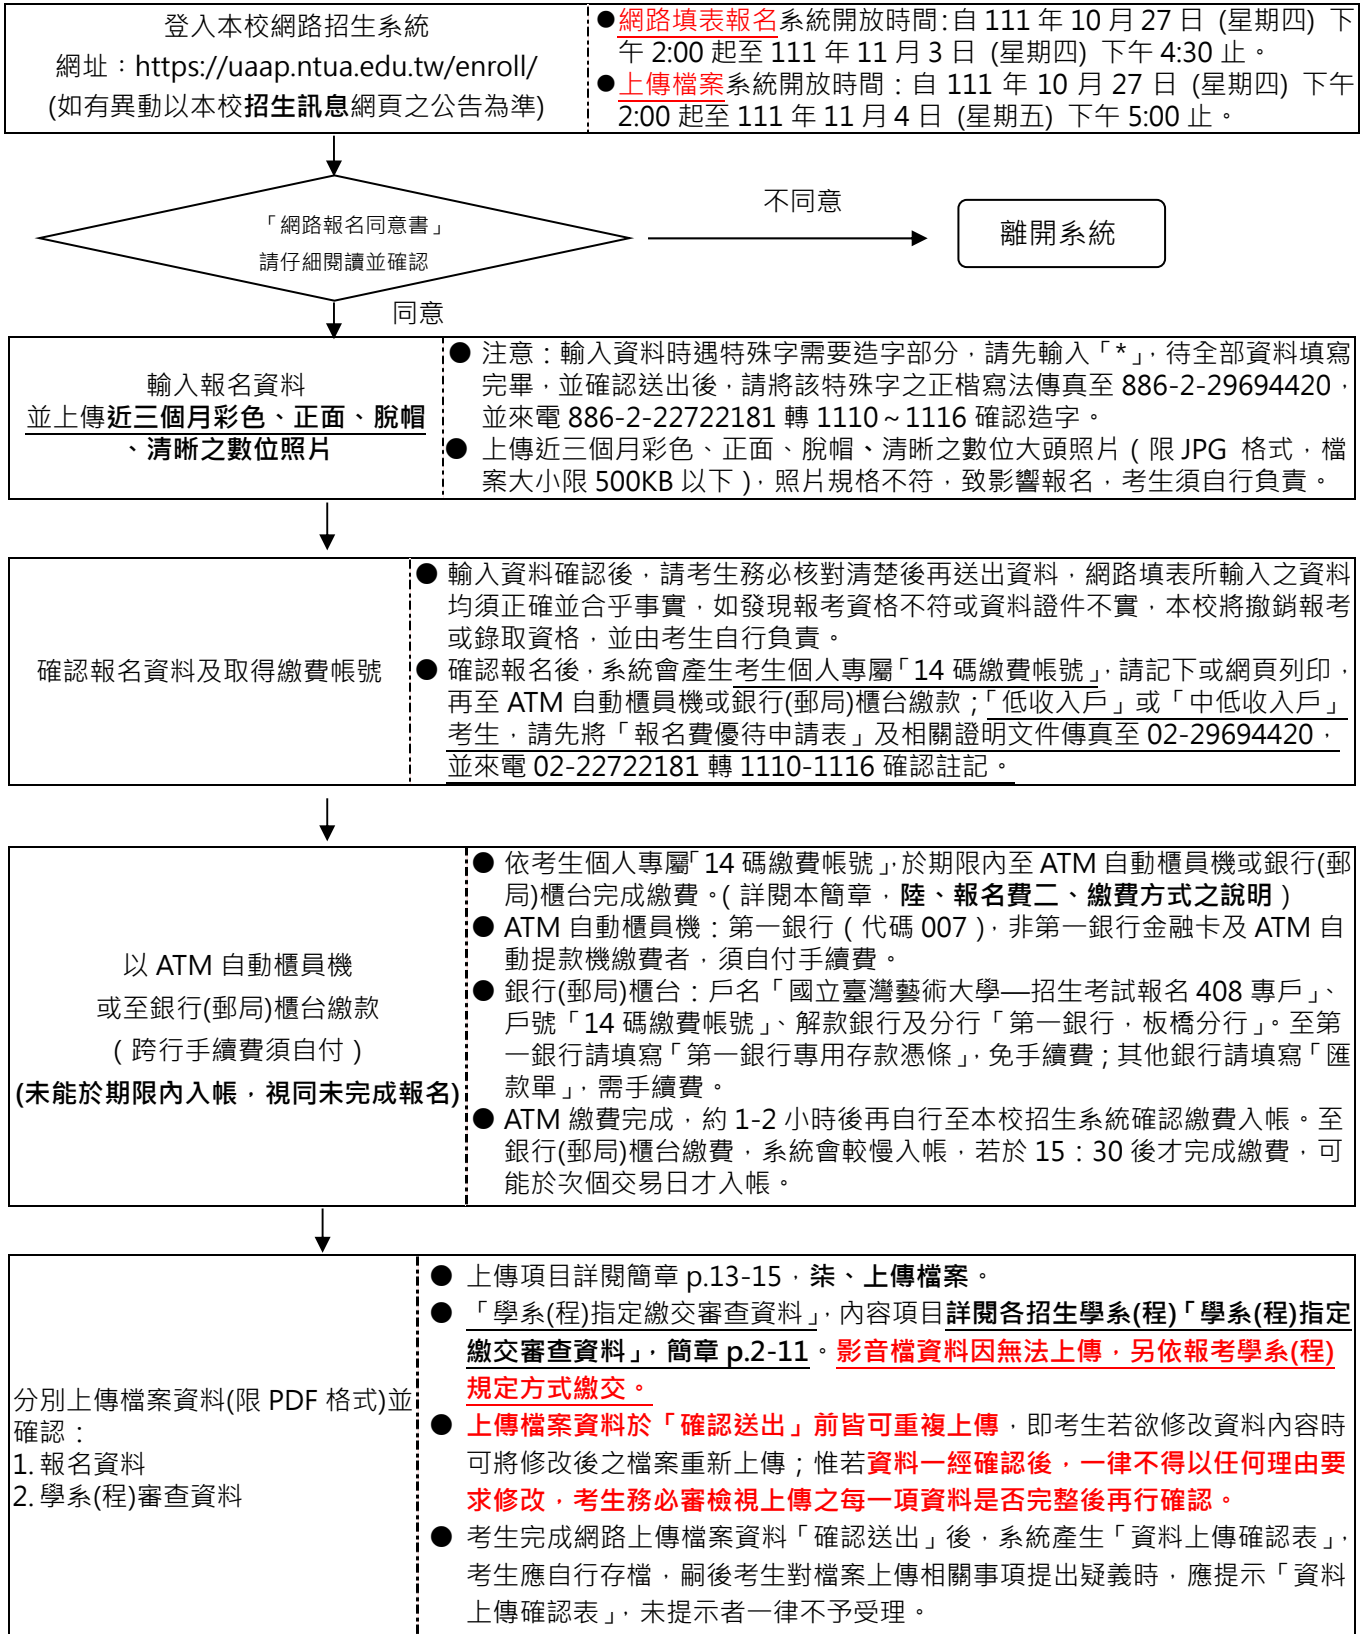 登入本校網路招生系統
網址：https://uaap.ntua.edu.tw/enroll/
(如有異動以本校招生訊息網頁之公告為準)
●網路填表報名系統開放時間:自 111 年 10 月 27 日 (星期四) 下
午 2:00 起至 111 年 11 月 3 日 (星期四) 下午 4:30 止。
●上傳檔案系統開放時間：自 111 年 10 月 27 日 (星期四) 下午
2:00 起至 111 年 11 月 4 日 (星期五) 下午 5:00 止。
「網路報名同意書」
請仔細閱讀並確認
不同意
離開系統
同意
輸入報名資料
並上傳近三個月彩色、正面、脫帽
、清晰之數位照片
● 注意：輸入資料時遇特殊字需要造字部分，請先輸入「*」，待全部資料填寫
完畢，並確認送出後，請將該特殊字之正楷寫法傳真至 886-2-29694420，
並來電 886-2-22722181 轉 1110～1116 確認造字。
● 上傳近三個月彩色、正面、脫帽、清晰之數位大頭照片（限 JPG 格式，檔
案大小限 500KB 以下），照片規格不符，致影響報名，考生須自行負責。
確認報名資料及取得繳費帳號
● 輸入資料確認後，請考生務必核對清楚後再送出資料，網路填表所輸入之資料
均須正確並合乎事實，如發現報考資格不符或資料證件不實，本校將撤銷報考
或錄取資格，並由考生自行負責。
● 確認報名後，系統會產生考生個人專屬「14 碼繳費帳號」，請記下或網頁列印，
再至 ATM 自動櫃員機或銀行(郵局)櫃台繳款；「低收入戶」或「中低收入戶」
考生，請先將「報名費優待申請表」及相關證明文件傳真至 02-29694420，
並來電 02-22722181 轉 1110-1116 確認註記。
以 ATM 自動櫃員機
或至銀行(郵局)櫃台繳款
（跨行手續費須自付）
(未能於期限內入帳，視同未完成報名)
● 依考生個人專屬「14 碼繳費帳號」，於期限內至 ATM 自動櫃員機或銀行(郵
局)櫃台完成繳費。（詳閱本簡章，陸、報名費二、繳費方式之說明）
● ATM 自動櫃員機：第一銀行（代碼 007），非第一銀行金融卡及 ATM 自
動提款機繳費者，須自付手續費。
● 銀行(郵局)櫃台：戶名「國立臺灣藝術大學—招生考試報名 408 專戶」、
戶號「14 碼繳費帳號」、解款銀行及分行「第一銀行，板橋分行」。至第
一銀行請填寫「第一銀行專用存款憑條」，免手續費；其他銀行請填寫「匯
款單」，需手續費。
● ATM 繳費完成，約 1-2 小時後再自行至本校招生系統確認繳費入帳。至
銀行(郵局)櫃台繳費，系統會較慢入帳，若於 15：30 後才完成繳費，可
能於次個交易日才入帳。
分別上傳檔案資料(限 PDF 格式)並
確認：
1. 報名資料
2. 學系(程)審查資料
● 上傳項目詳閱簡章 p.13-15，柒、上傳檔案。
● 「學系(程)指定繳交審查資料」，內容項目詳閱各招生學系(程)「學系(程)指定
繳交審查資料」，簡章 p.2-11。影音檔資料因無法上傳，另依報考學系(程)
規定方式繳交。
● 上傳檔案資料於「確認送出」前皆可重複上傳，即考生若欲修改資料內容時
可將修改後之檔案重新上傳；惟若資料一經確認後，一律不得以任何理由要
求修改，考生務必審檢視上傳之每一項資料是否完整後再行確認。
● 考生完成網路上傳檔案資料「確認送出」後，系統產生「資料上傳確認表」，
考生應自行存檔，嗣後考生對檔案上傳相關事項提出疑義時，應提示「資料
上傳確認表」，未提示者一律不予受理。